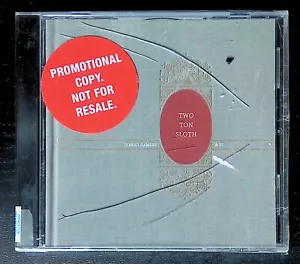 PROMOTIONAL
COPY.
NOT FOR
RESALE.
TWO
TON
SLOTH